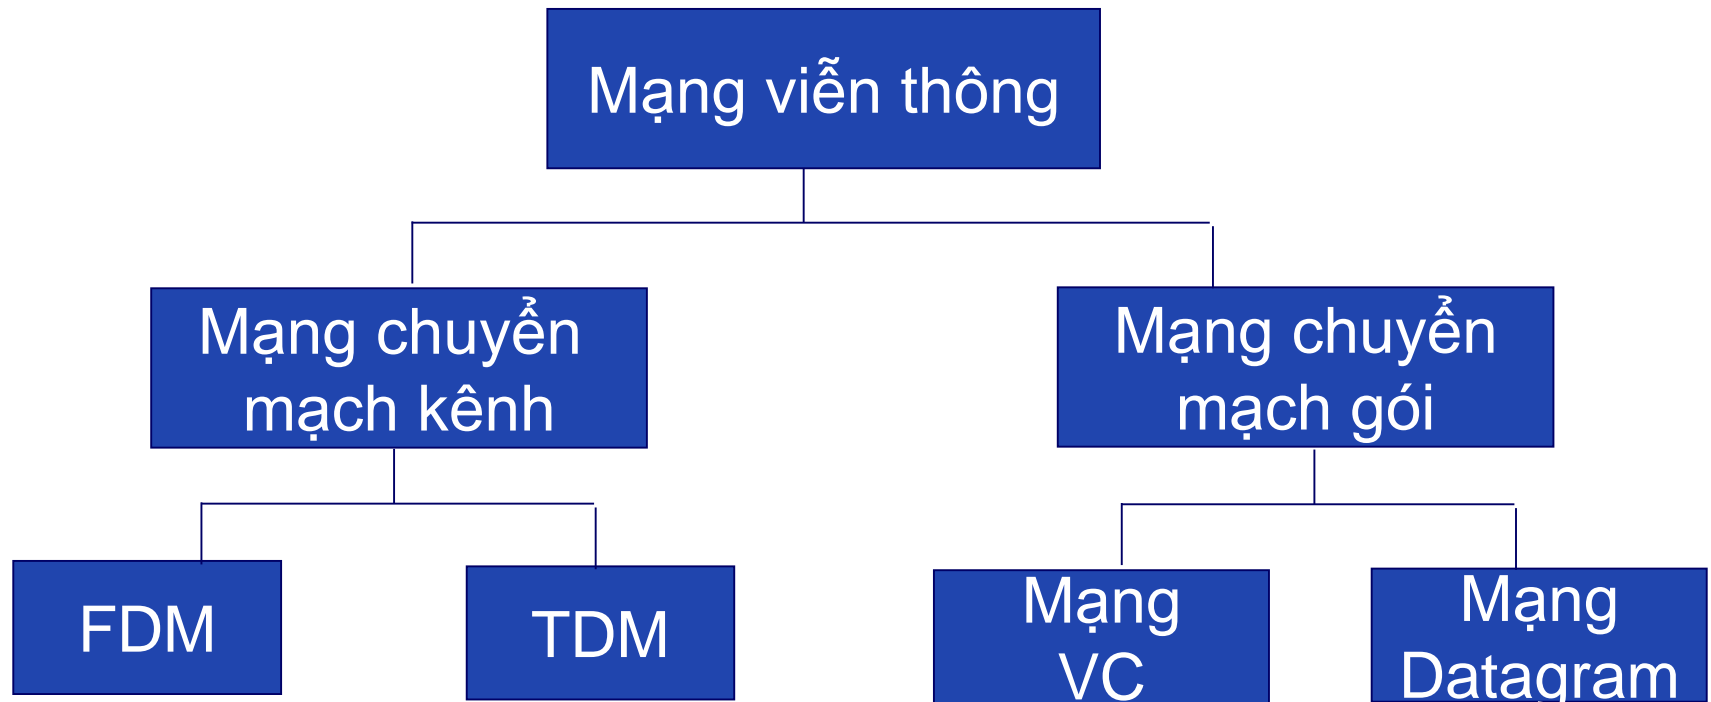 Mạng viễn thông
Mạng chuyển
mạch kênh
Mạng chuyển
mạch gói
FDM
TDM
Mạng
VC
Mạng
Datagram